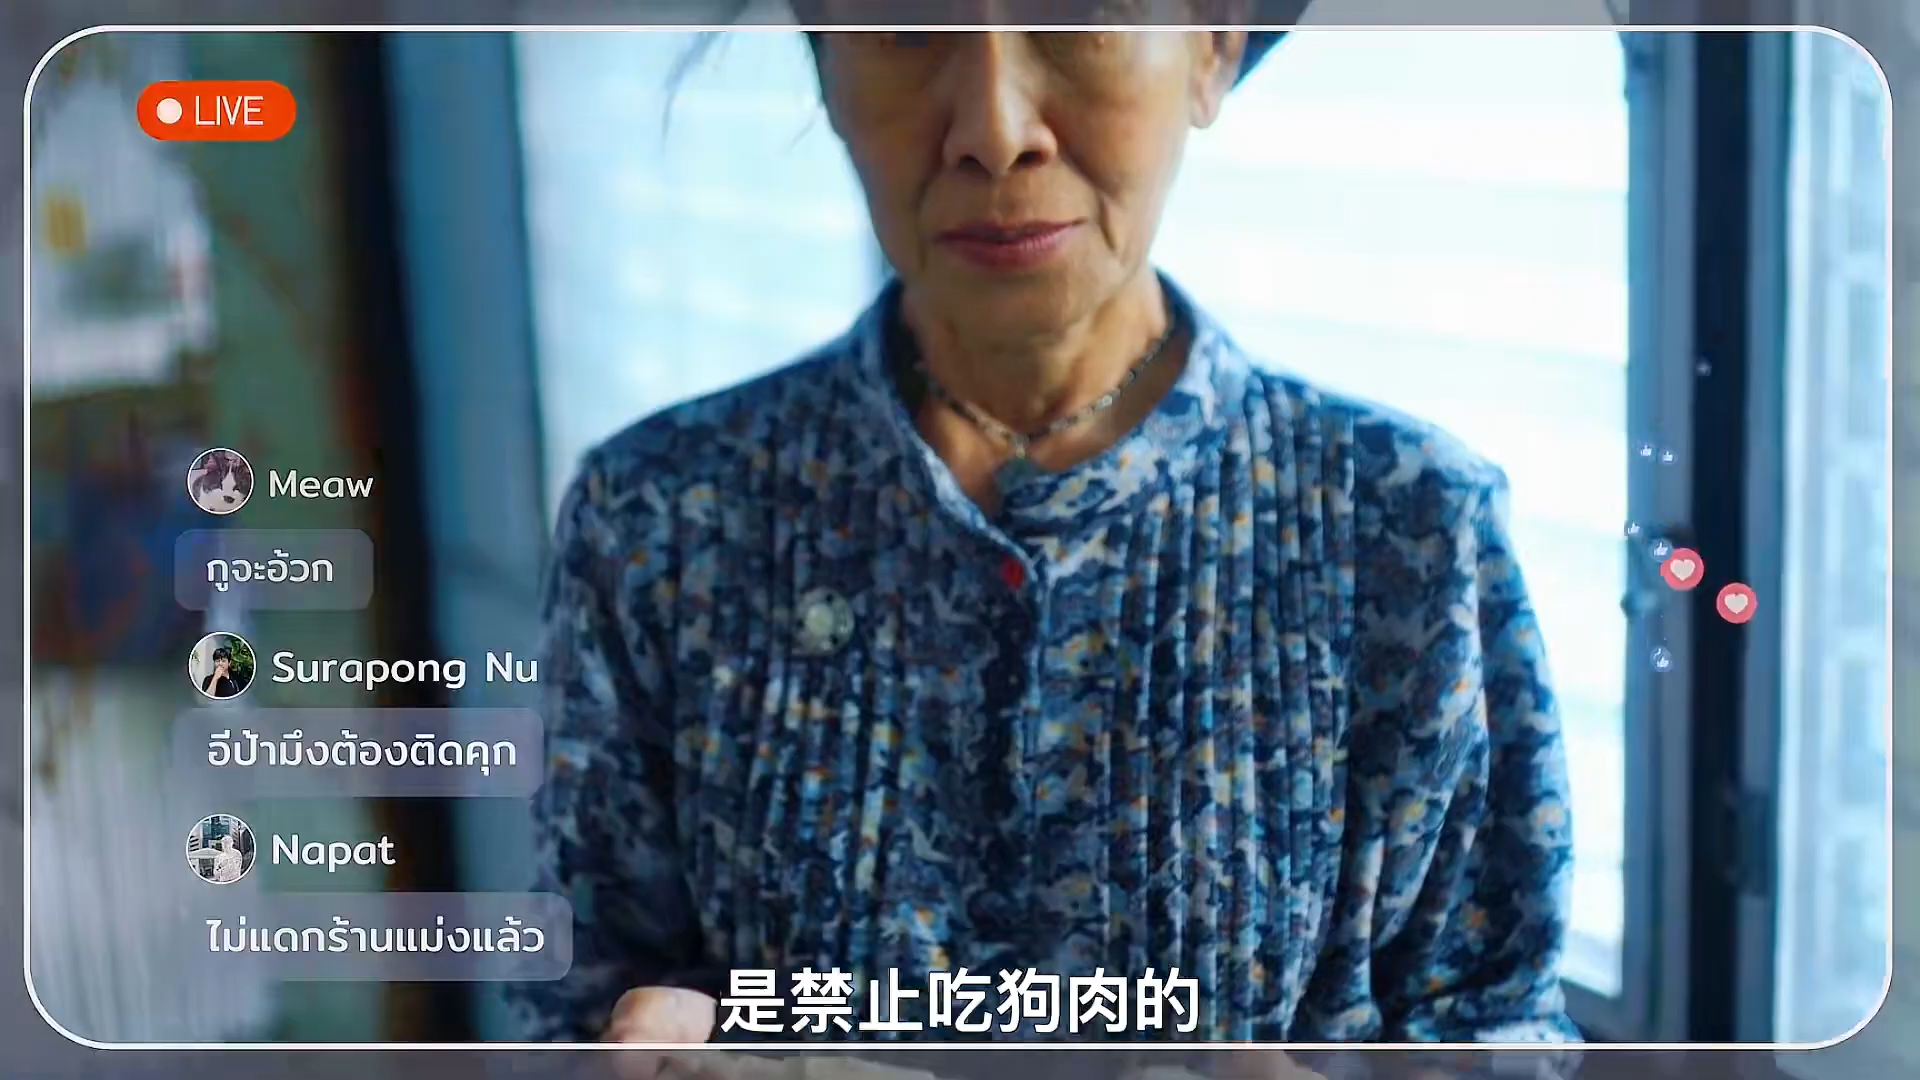 LIVE
Meaw
กูจะอ้วก
Surapong Nu
อีป้ามึงต้องติดคุก
Napat
ไม่แดกร้านแม่งแล้ว
是禁止吃狗肉的